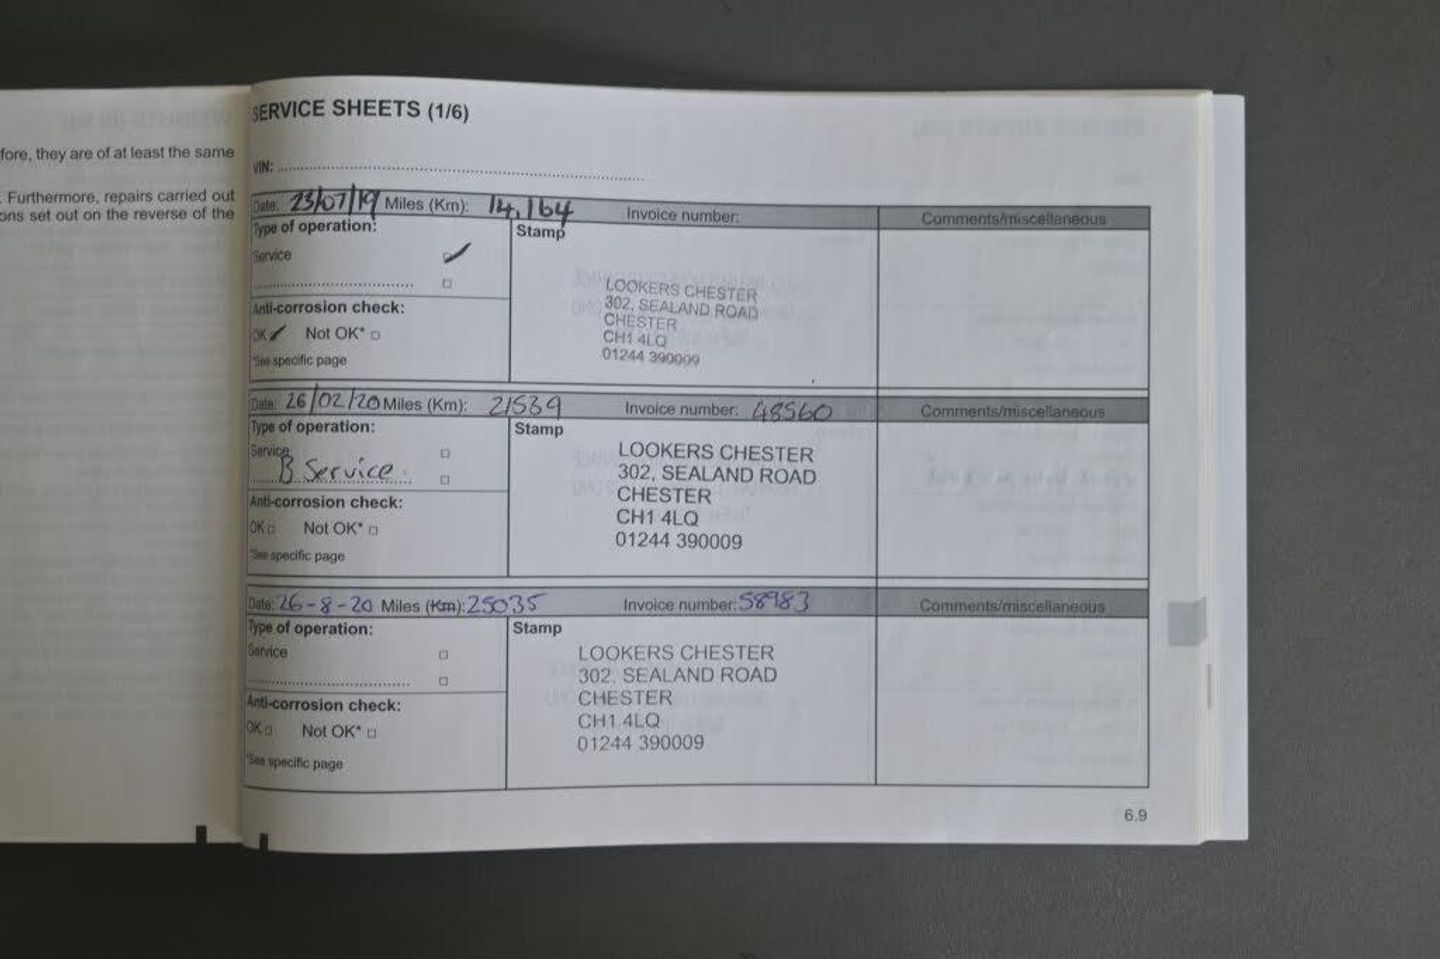 SERVICE SHEETS (1/6)
fore, they are of at least the same
. Furthermore, repairs carried out
ons set out on the reverse of the
VIN:
Date: 23/07/19 Miles (Km): 14,164 Invoice number: Comments/miscellaneous
Type of operation: Stamp
Service
LOOKERS CHESTER
302, SEALAND ROAD
CHESTER
CH1 4LQ
01244 390009
Anti-corrosion check:
OK Not OK*
*See specific page
Date: 26/02/20 Miles (Km): 21539 Invoice number: 48560 Comments/miscellaneous
Type of operation: Stamp
Service
B Service
LOOKERS CHESTER
302, SEALAND ROAD
CHESTER
CH1 4LQ
01244 390009
Anti-corrosion check:
OK Not OK*
*See specific page
Date: 26-8-20 Miles (Km): 25035 Invoice number: 58983 Comments/miscellaneous
Type of operation: Stamp
Service
LOOKERS CHESTER
302, SEALAND ROAD
CHESTER
CH1 4LQ
01244 390009
Anti-corrosion check:
OK Not OK*
*See specific page
6.9